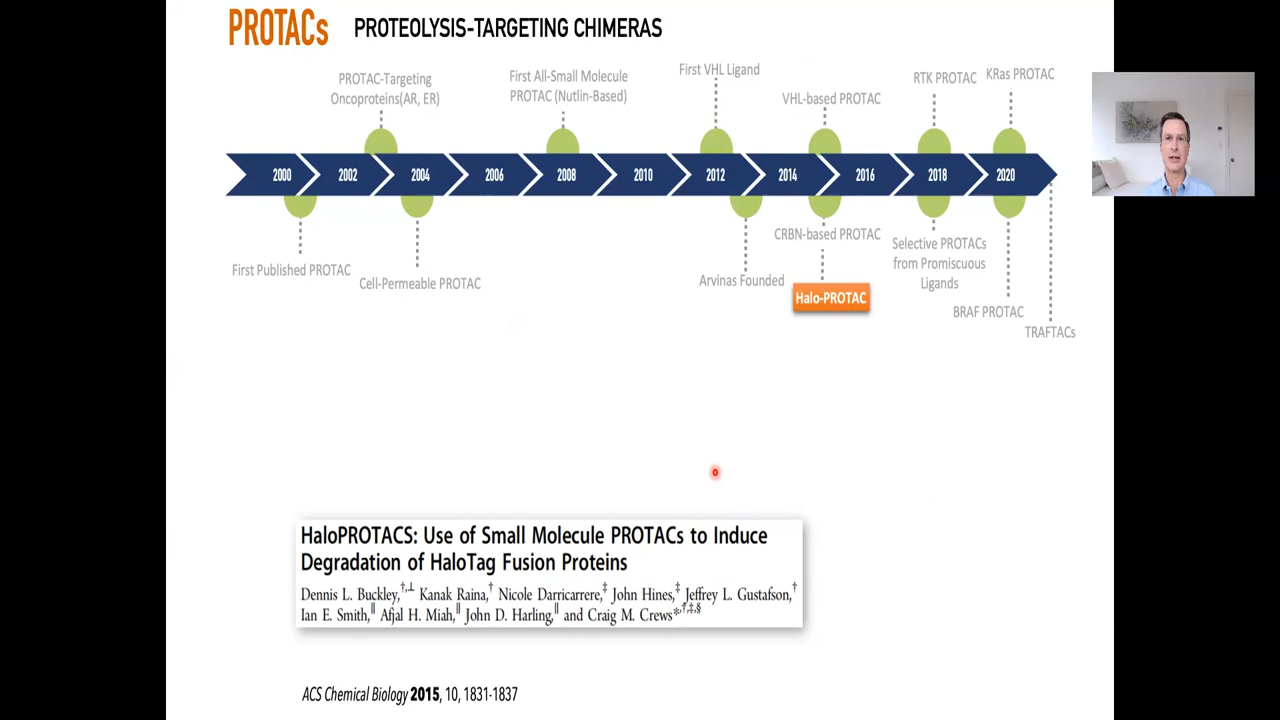 PROTACs PROTEOLYSIS-TARGETING CHIMERAS
PROTAC-Targeting
Oncoproteins(AR, ER)
First All-Small Molecule
PROTAC (Nutlin-Based)
First VHL Ligand
VHL-based PROTAC
RTK PROTAC
KRas PROTAC
2000 2002 2004 2006 2008 2010 2012 2014 2016 2018 2020
First Published PROTAC
Cell-Permeable PROTAC
Arvinas Founded
CRBN-based PROTAC
Halo-PROTAC
Selective PROTACs
from Promiscuous
Ligands
BRAF PROTAC
TRAFTACs
HaloPROTACS: Use of Small Molecule PROTACs to Induce
Degradation of HaloTag Fusion Proteins
Dennis L. Buckley,†,⊥ Kanak Raina,† Nicole Darricarrere,‡ John Hines,‡ Jeffrey L. Gustafson,†
Ian E. Smith,∥ Afjal H. Miah,∥ John D. Harling,∥ and Craig M. Crews*,†,‡,§
ACS Chemical Biology 2015, 10, 1831-1837